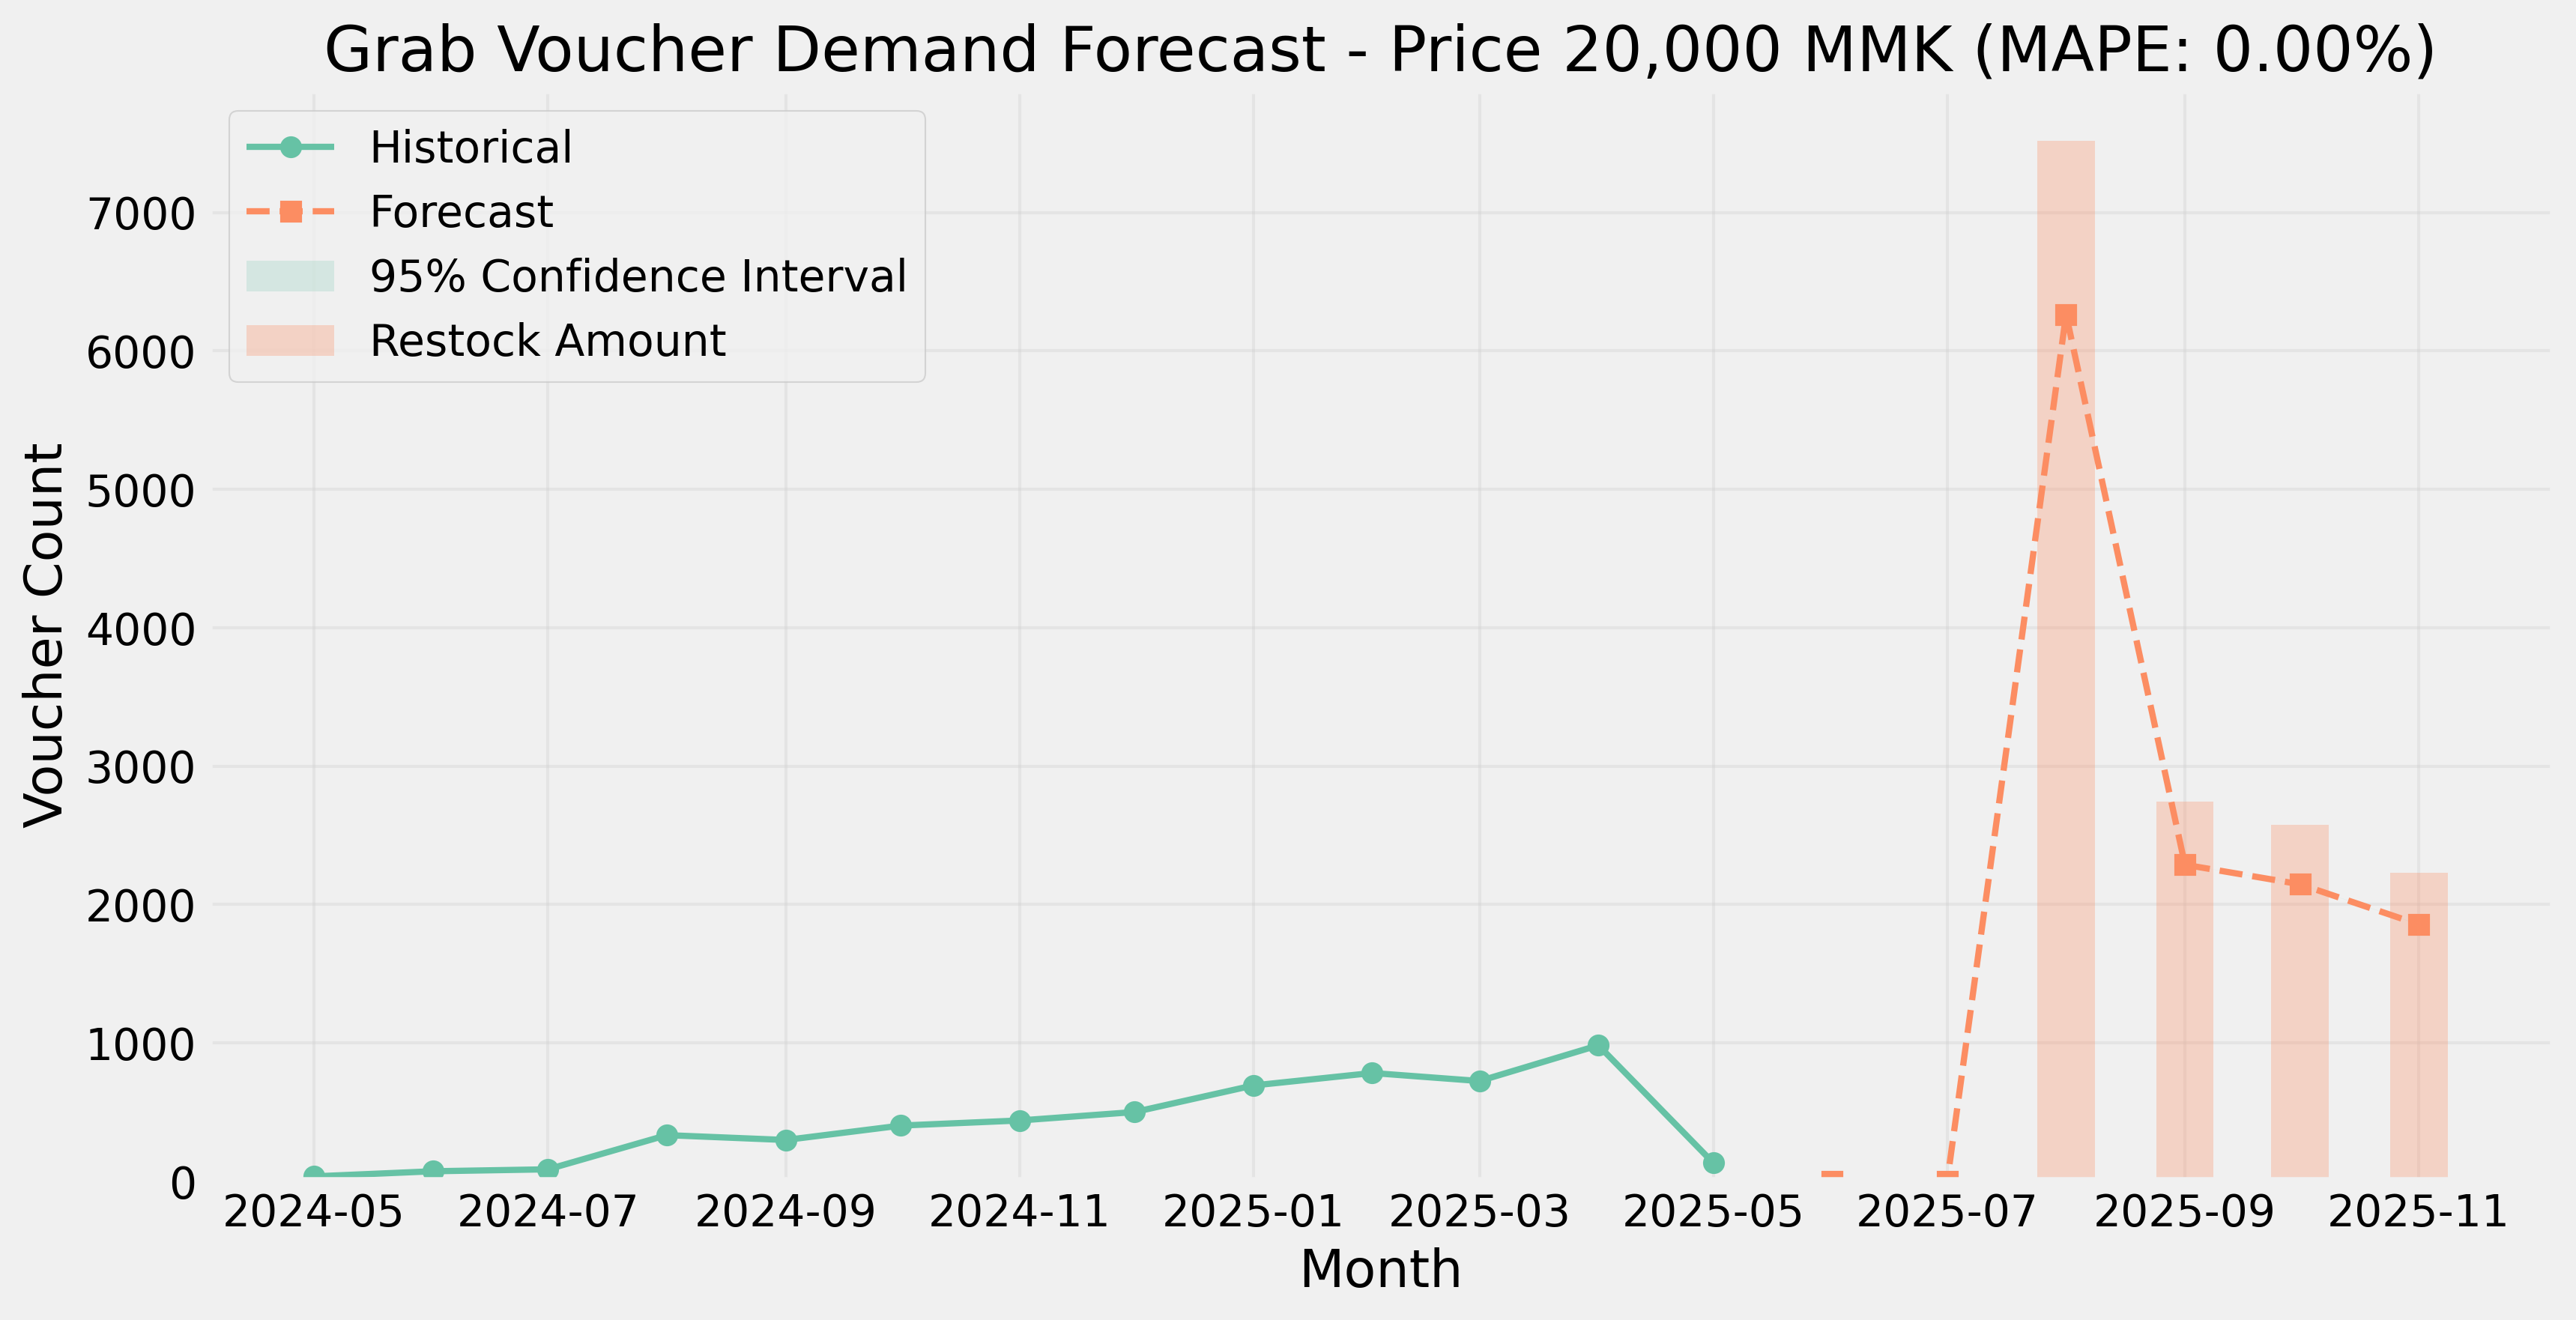 Grab Voucher Demand Forecast - Price 20,000 MMK (MAPE: 0.00%)
Historical
Forecast
95% Confidence Interval
Restock Amount
Voucher Count
7000
6000
5000
4000
3000
2000
1000
0
2024-05 2024-07 2024-09 2024-11 2025-01 2025-03 2025-05 2025-07 2025-09 2025-11
Month